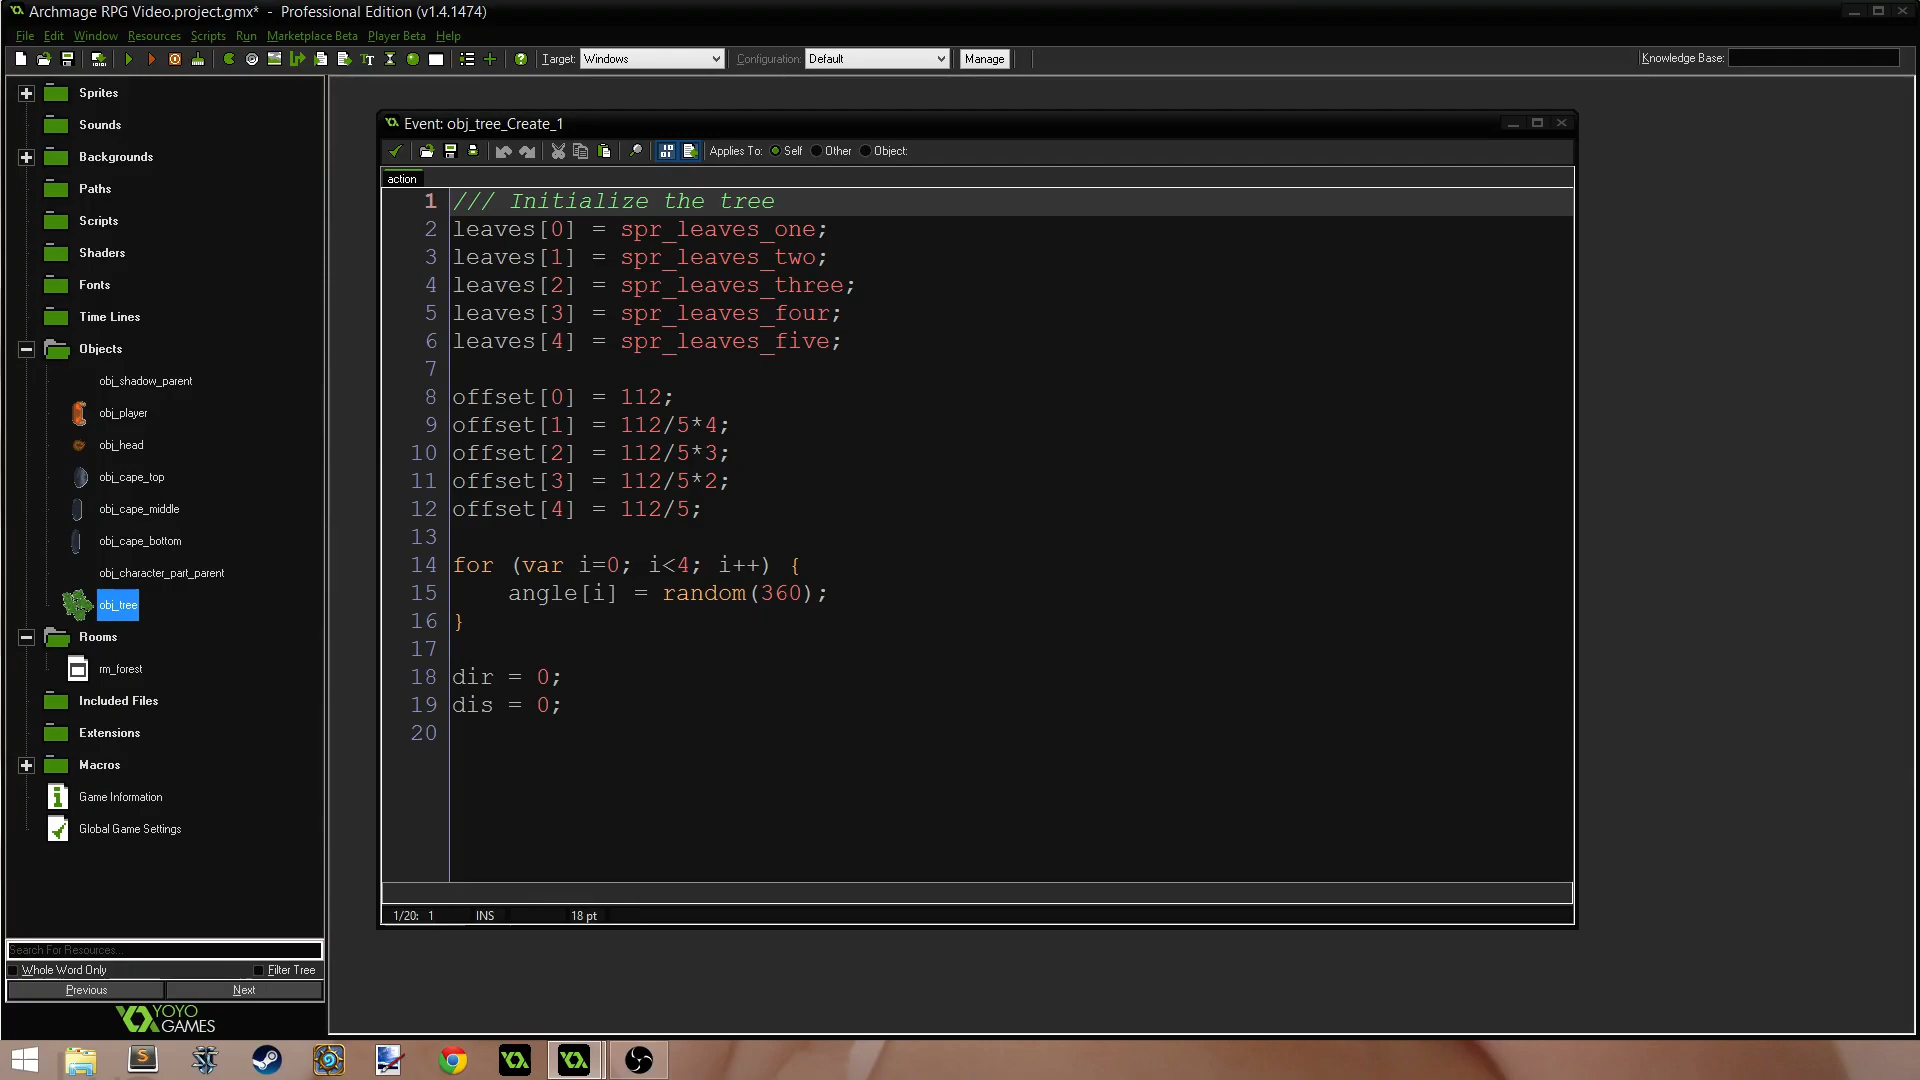 Archmage RPG Video.project.gmx* - Professional Edition (v1.4.1474)
File Edit Window Resources Scripts Run Marketplace Beta Player Beta Help
Target: Windows Configuration: Default Manage Knowledge Base:
Sprites
Sounds
Backgrounds
Paths
Scripts
Shaders
Fonts
Time Lines
Objects
obj_shadow_parent
obj_player
obj_head
obj_cape_top
obj_cape_middle
obj_cape_bottom
obj_character_part_parent
obj_tree
Rooms
rm_forest
Included Files
Extensions
Macros
Game Information
Global Game Settings
Search For Resources...
Whole Word Only Filter Tree
Previous Next
YOYO
GAMES
Event: obj_tree_Create_1
Applies To: Self Other Object:
action
1 /// Initialize the tree
2 leaves[0] = spr_leaves_one;
3 leaves[1] = spr_leaves_two;
4 leaves[2] = spr_leaves_three;
5 leaves[3] = spr_leaves_four;
6 leaves[4] = spr_leaves_five;
7
8 offset[0] = 112;
9 offset[1] = 112/5*4;
10 offset[2] = 112/5*3;
11 offset[3] = 112/5*2;
12 offset[4] = 112/5;
13
14 for (var i=0; i<4; i++) {
15 angle[i] = random(360);
16 }
17
18 dir = 0;
19 dis = 0;
20
1/20: 1 INS 18 pt